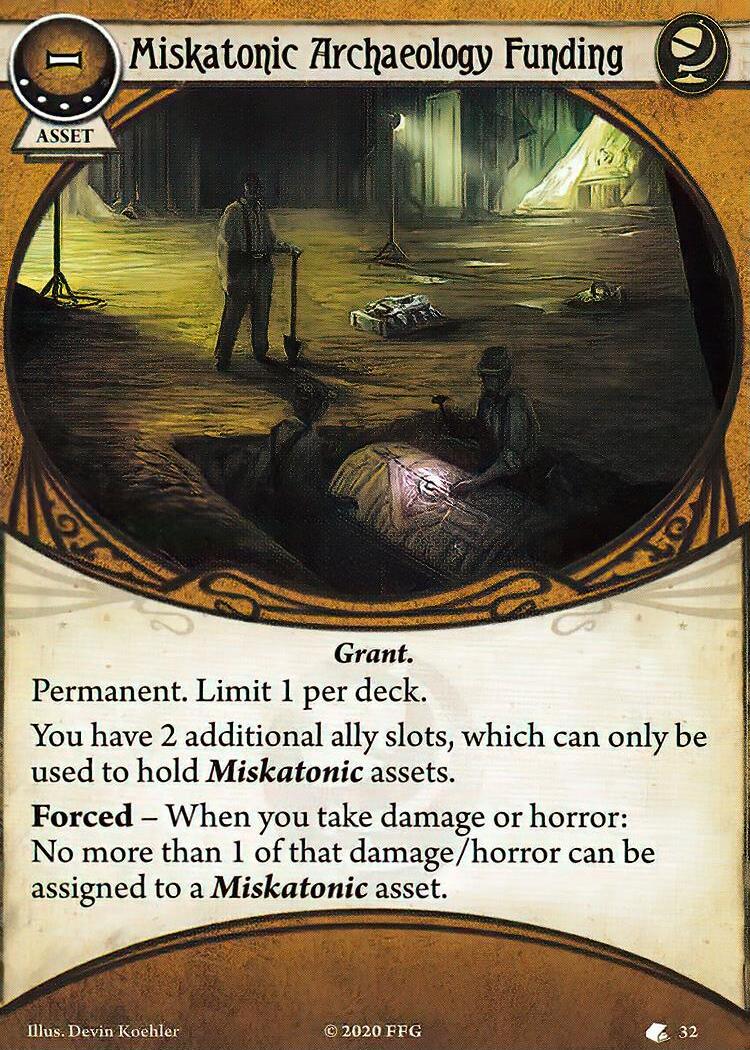 Miskatonic Archaeology Funding
ASSET
Grant.
Permanent. Limit 1 per deck.
You have 2 additional ally slots, which can only be
used to hold Miskatonic assets.
Forced – When you take damage or horror:
No more than 1 of that damage/horror can be
assigned to a Miskatonic asset.
Illus. Devin Koehler
© 2020 FFG
32